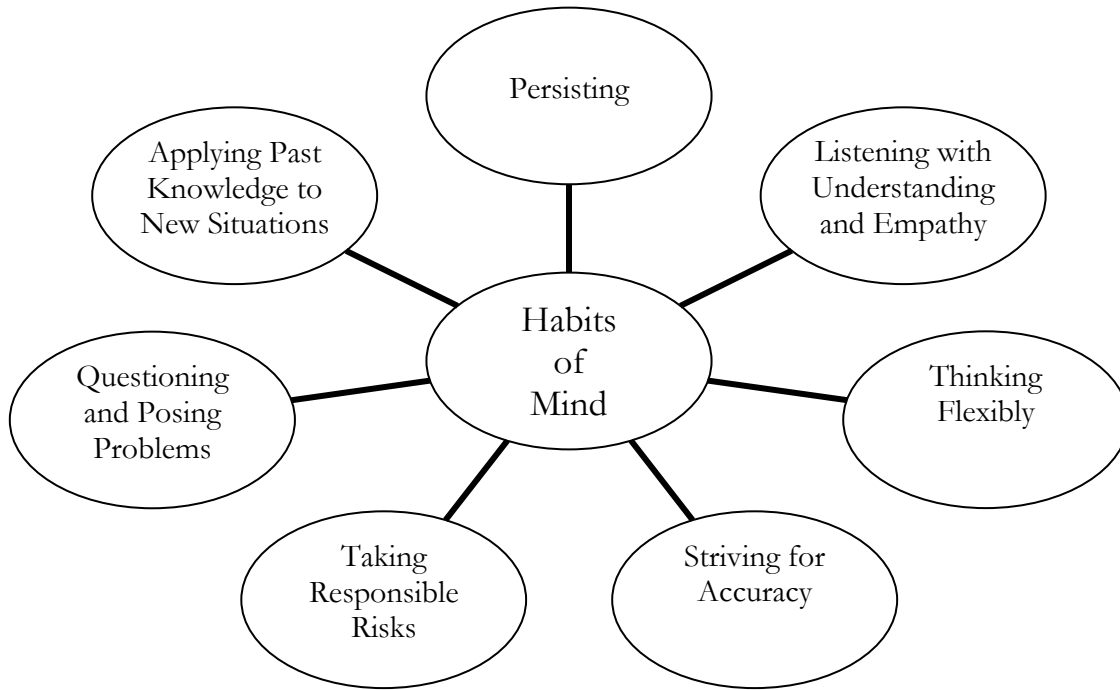 Persisting
Applying Past
Knowledge to
New Situations
Listening with
Understanding
and Empathy
Habits
of
Mind
Questioning
and Posing
Problems
Thinking
Flexibly
Taking
Responsible
Risks
Striving for
Accuracy